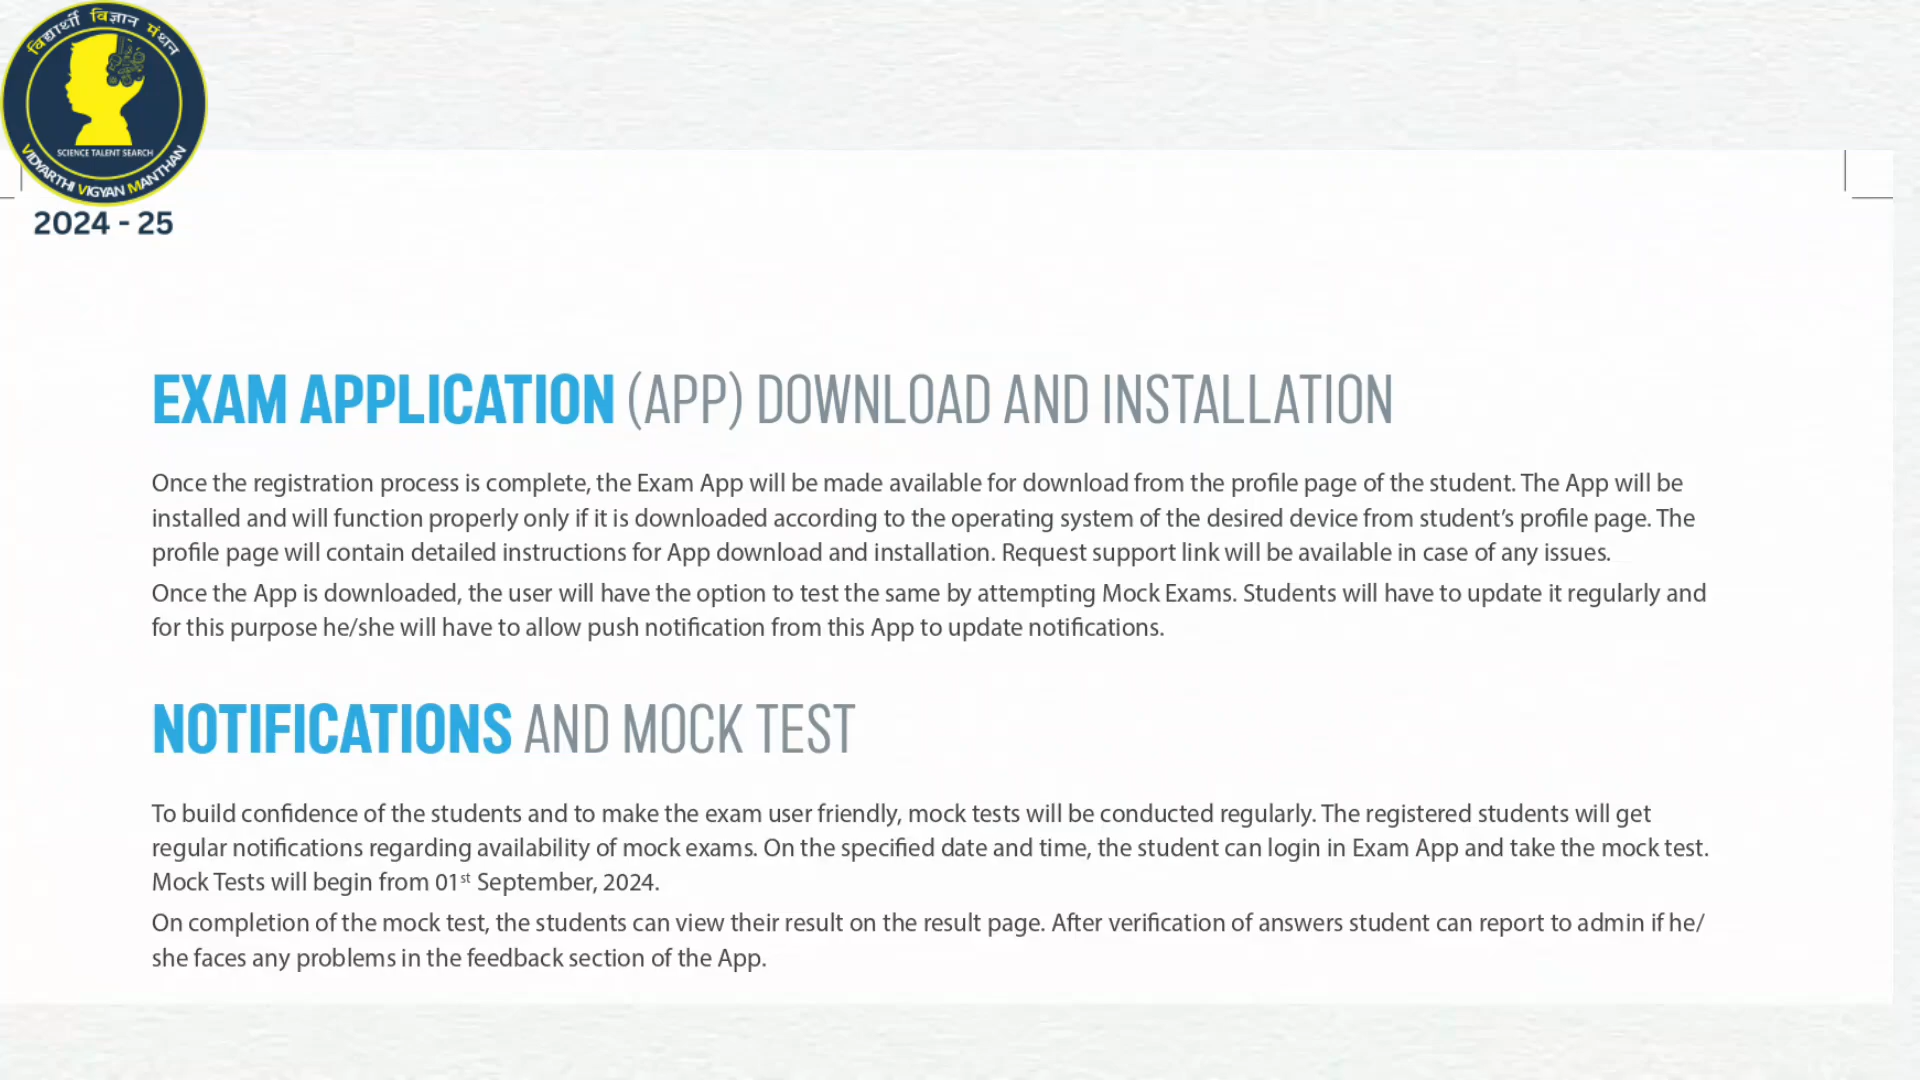 विद्यार्थी विज्ञान मंथन
SCIENCE TALENT SEARCH
VIDYARTHI VIGYAN MANTHAN
2024 - 25
EXAM APPLICATION (APP) DOWNLOAD AND INSTALLATION
Once the registration process is complete, the Exam App will be made available for download from the profile page of the student. The App will be
installed and will function properly only if it is downloaded according to the operating system of the desired device from student’s profile page. The
profile page will contain detailed instructions for App download and installation. Request support link will be available in case of any issues.
Once the App is downloaded, the user will have the option to test the same by attempting Mock Exams. Students will have to update it regularly and
for this purpose he/she will have to allow push notification from this App to update notifications.
NOTIFICATIONS AND MOCK TEST
To build confidence of the students and to make the exam user friendly, mock tests will be conducted regularly. The registered students will get
regular notifications regarding availability of mock exams. On the specified date and time, the student can login in Exam App and take the mock test.
Mock Tests will begin from 01st September, 2024.
On completion of the mock test, the students can view their result on the result page. After verification of answers student can report to admin if he/
she faces any problems in the feedback section of the App.